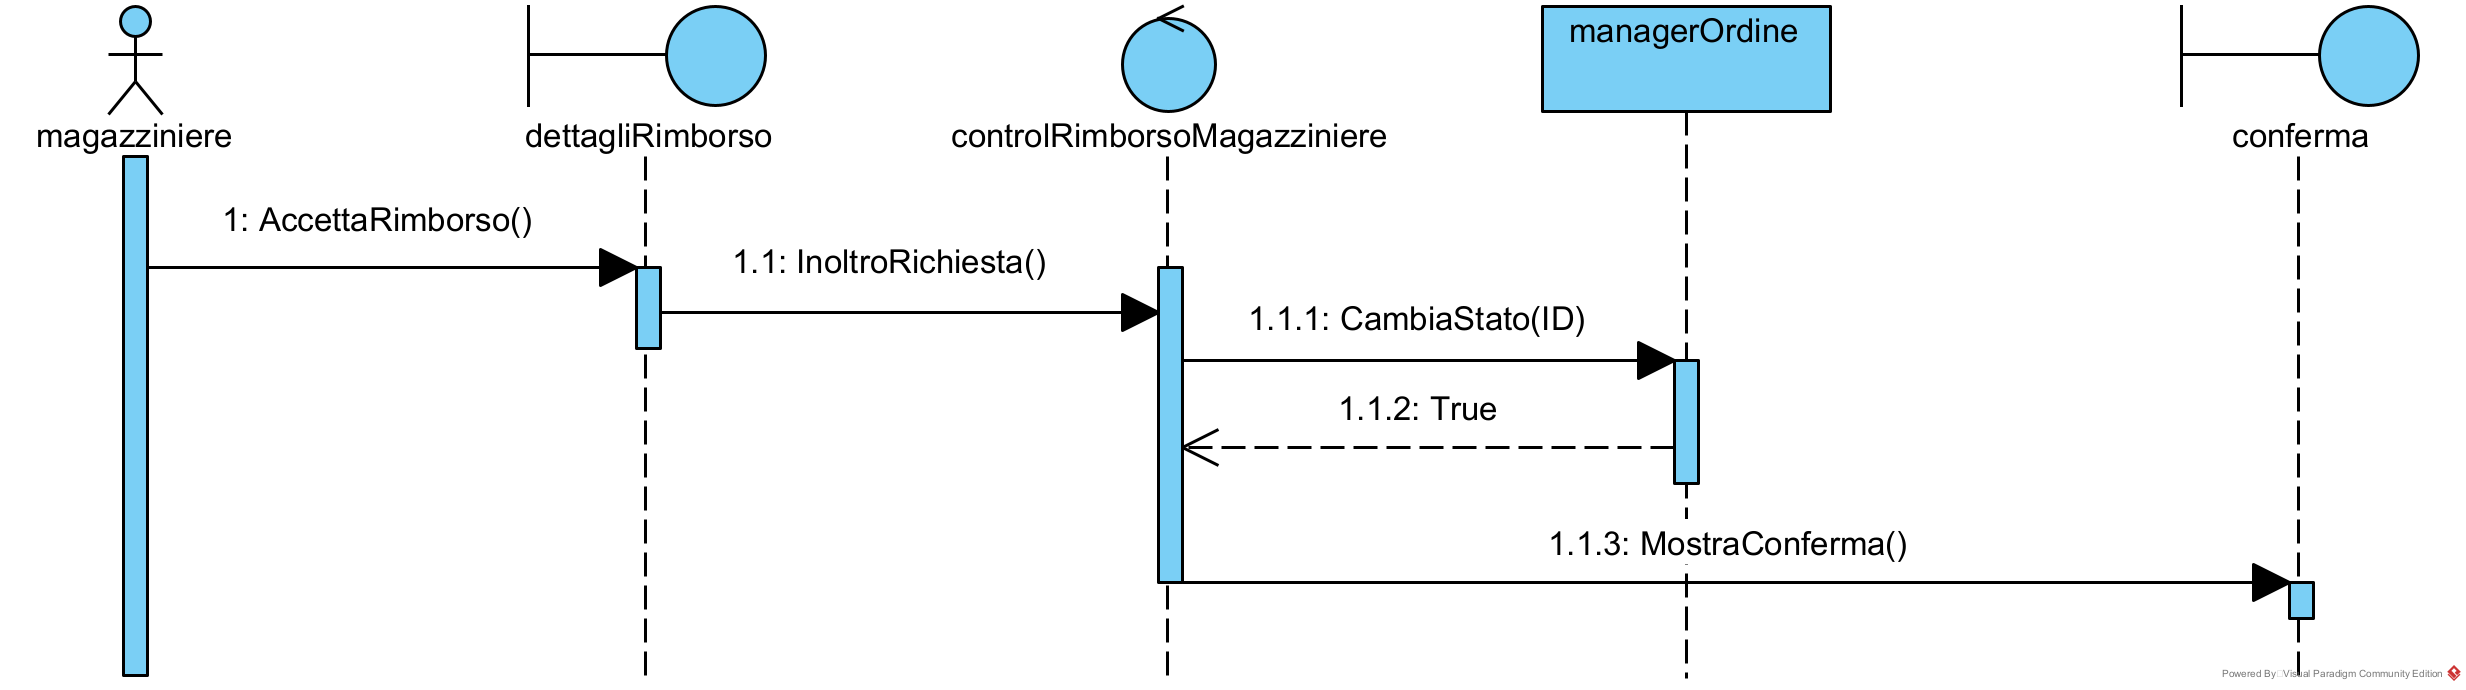 managerOrdine
magazziniere
dettagliRimborso
controlRimborsoMagazziniere
conferma
1: AccettaRimborso()
1.1: InoltroRichiesta()
1.1.1: CambiaStato(ID)
1.1.2: True
1.1.3: MostraConferma()
Powered By Visual Paradigm Community Edition